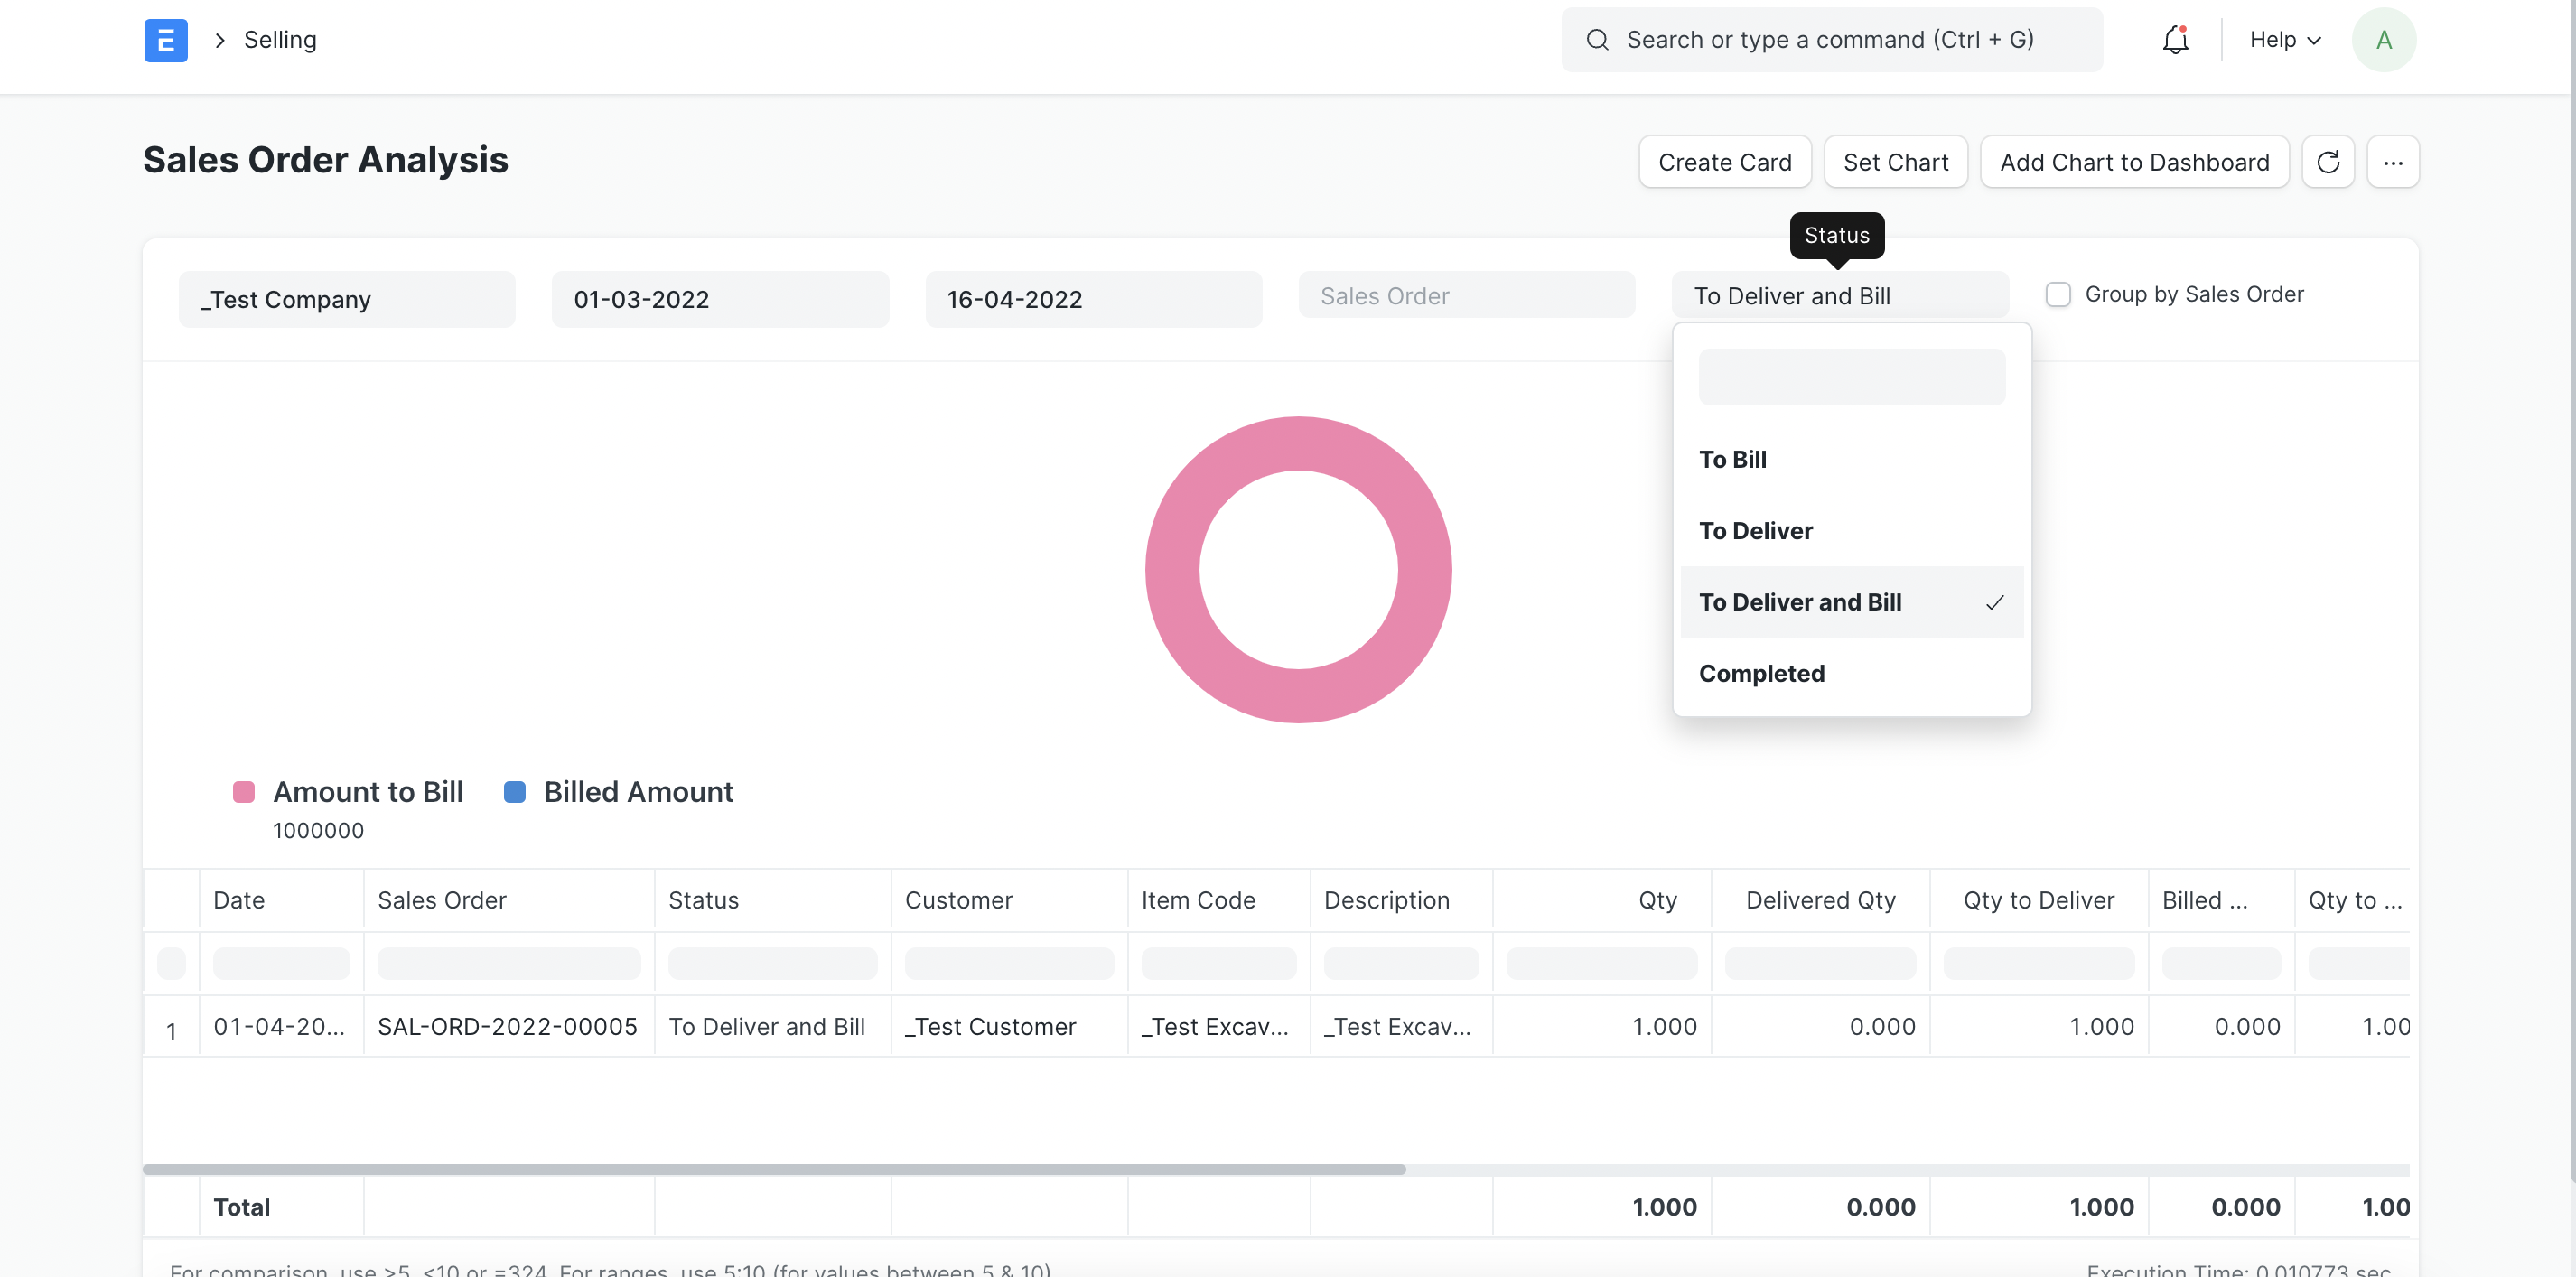 E > Selling
Search or type a command (Ctrl + G)
Help
A
Sales Order Analysis
Create Card
Set Chart
Add Chart to Dashboard
...
Status
_Test Company
01-03-2022
16-04-2022
Sales Order
To Deliver and Bill
Group by Sales Order
To Bill
To Deliver
To Deliver and Bill
Completed
Amount to Bill
Billed Amount
1000000
Date Sales Order Status Customer Item Code Description Qty Delivered Qty Qty to Deliver Billed ... Qty to ...
1 01-04-20... SAL-ORD-2022-00005 To Deliver and Bill _Test Customer _Test Excav... _Test Excav... 1.000 0.000 1.000 0.000 1.00
Total 1.000 0.000 1.000 0.000 1.00
For comparison, use >5, <10 or =324. For ranges, use 5:10 (for values between 5 & 10).
Execution Time: 0.010773 sec